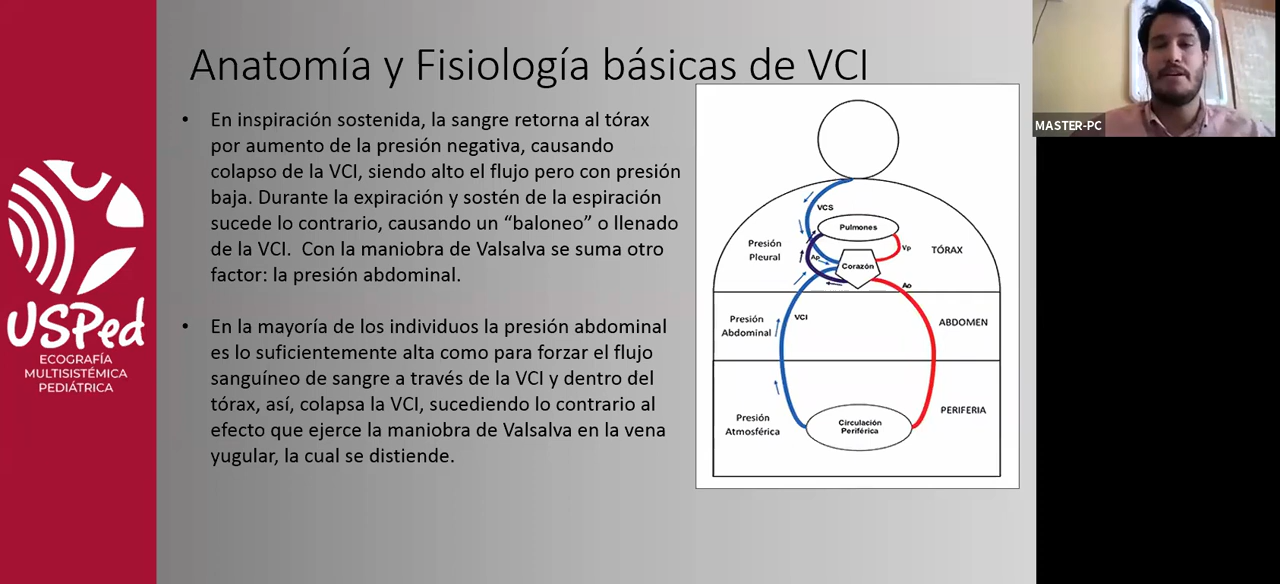 Anatomía y Fisiología básicas de VCI
• En inspiración sostenida, la sangre retorna al tórax
por aumento de la presión negativa, causando
colapso de la VCI, siendo alto el flujo pero con presión
baja. Durante la expiración y sostén de la espiración
sucede lo contrario, causando un “baloneo” o llenado
de la VCI. Con la maniobra de Valsalva se suma otro
factor: la presión abdominal.
• En la mayoría de los individuos la presión abdominal
es lo suficientemente alta como para forzar el flujo
sanguíneo de sangre a través de la VCI y dentro del
tórax, así, colapsa la VCI, sucediendo lo contrario al
efecto que ejerce la maniobra de Valsalva en la vena
yugular, la cual se distiende.
VCS
Pulmones
Presión
Pleural
Ap
Vp
TÓRAX
Corazón
Ao
VCI
Presión
Abdominal
ABDOMEN
Presión
Atmosférica
Circulación
Periférica
PERIFERIA
USPed
ECOGRAFÍA
MULTISISTÉMICA
PEDIÁTRICA
MASTER-PC